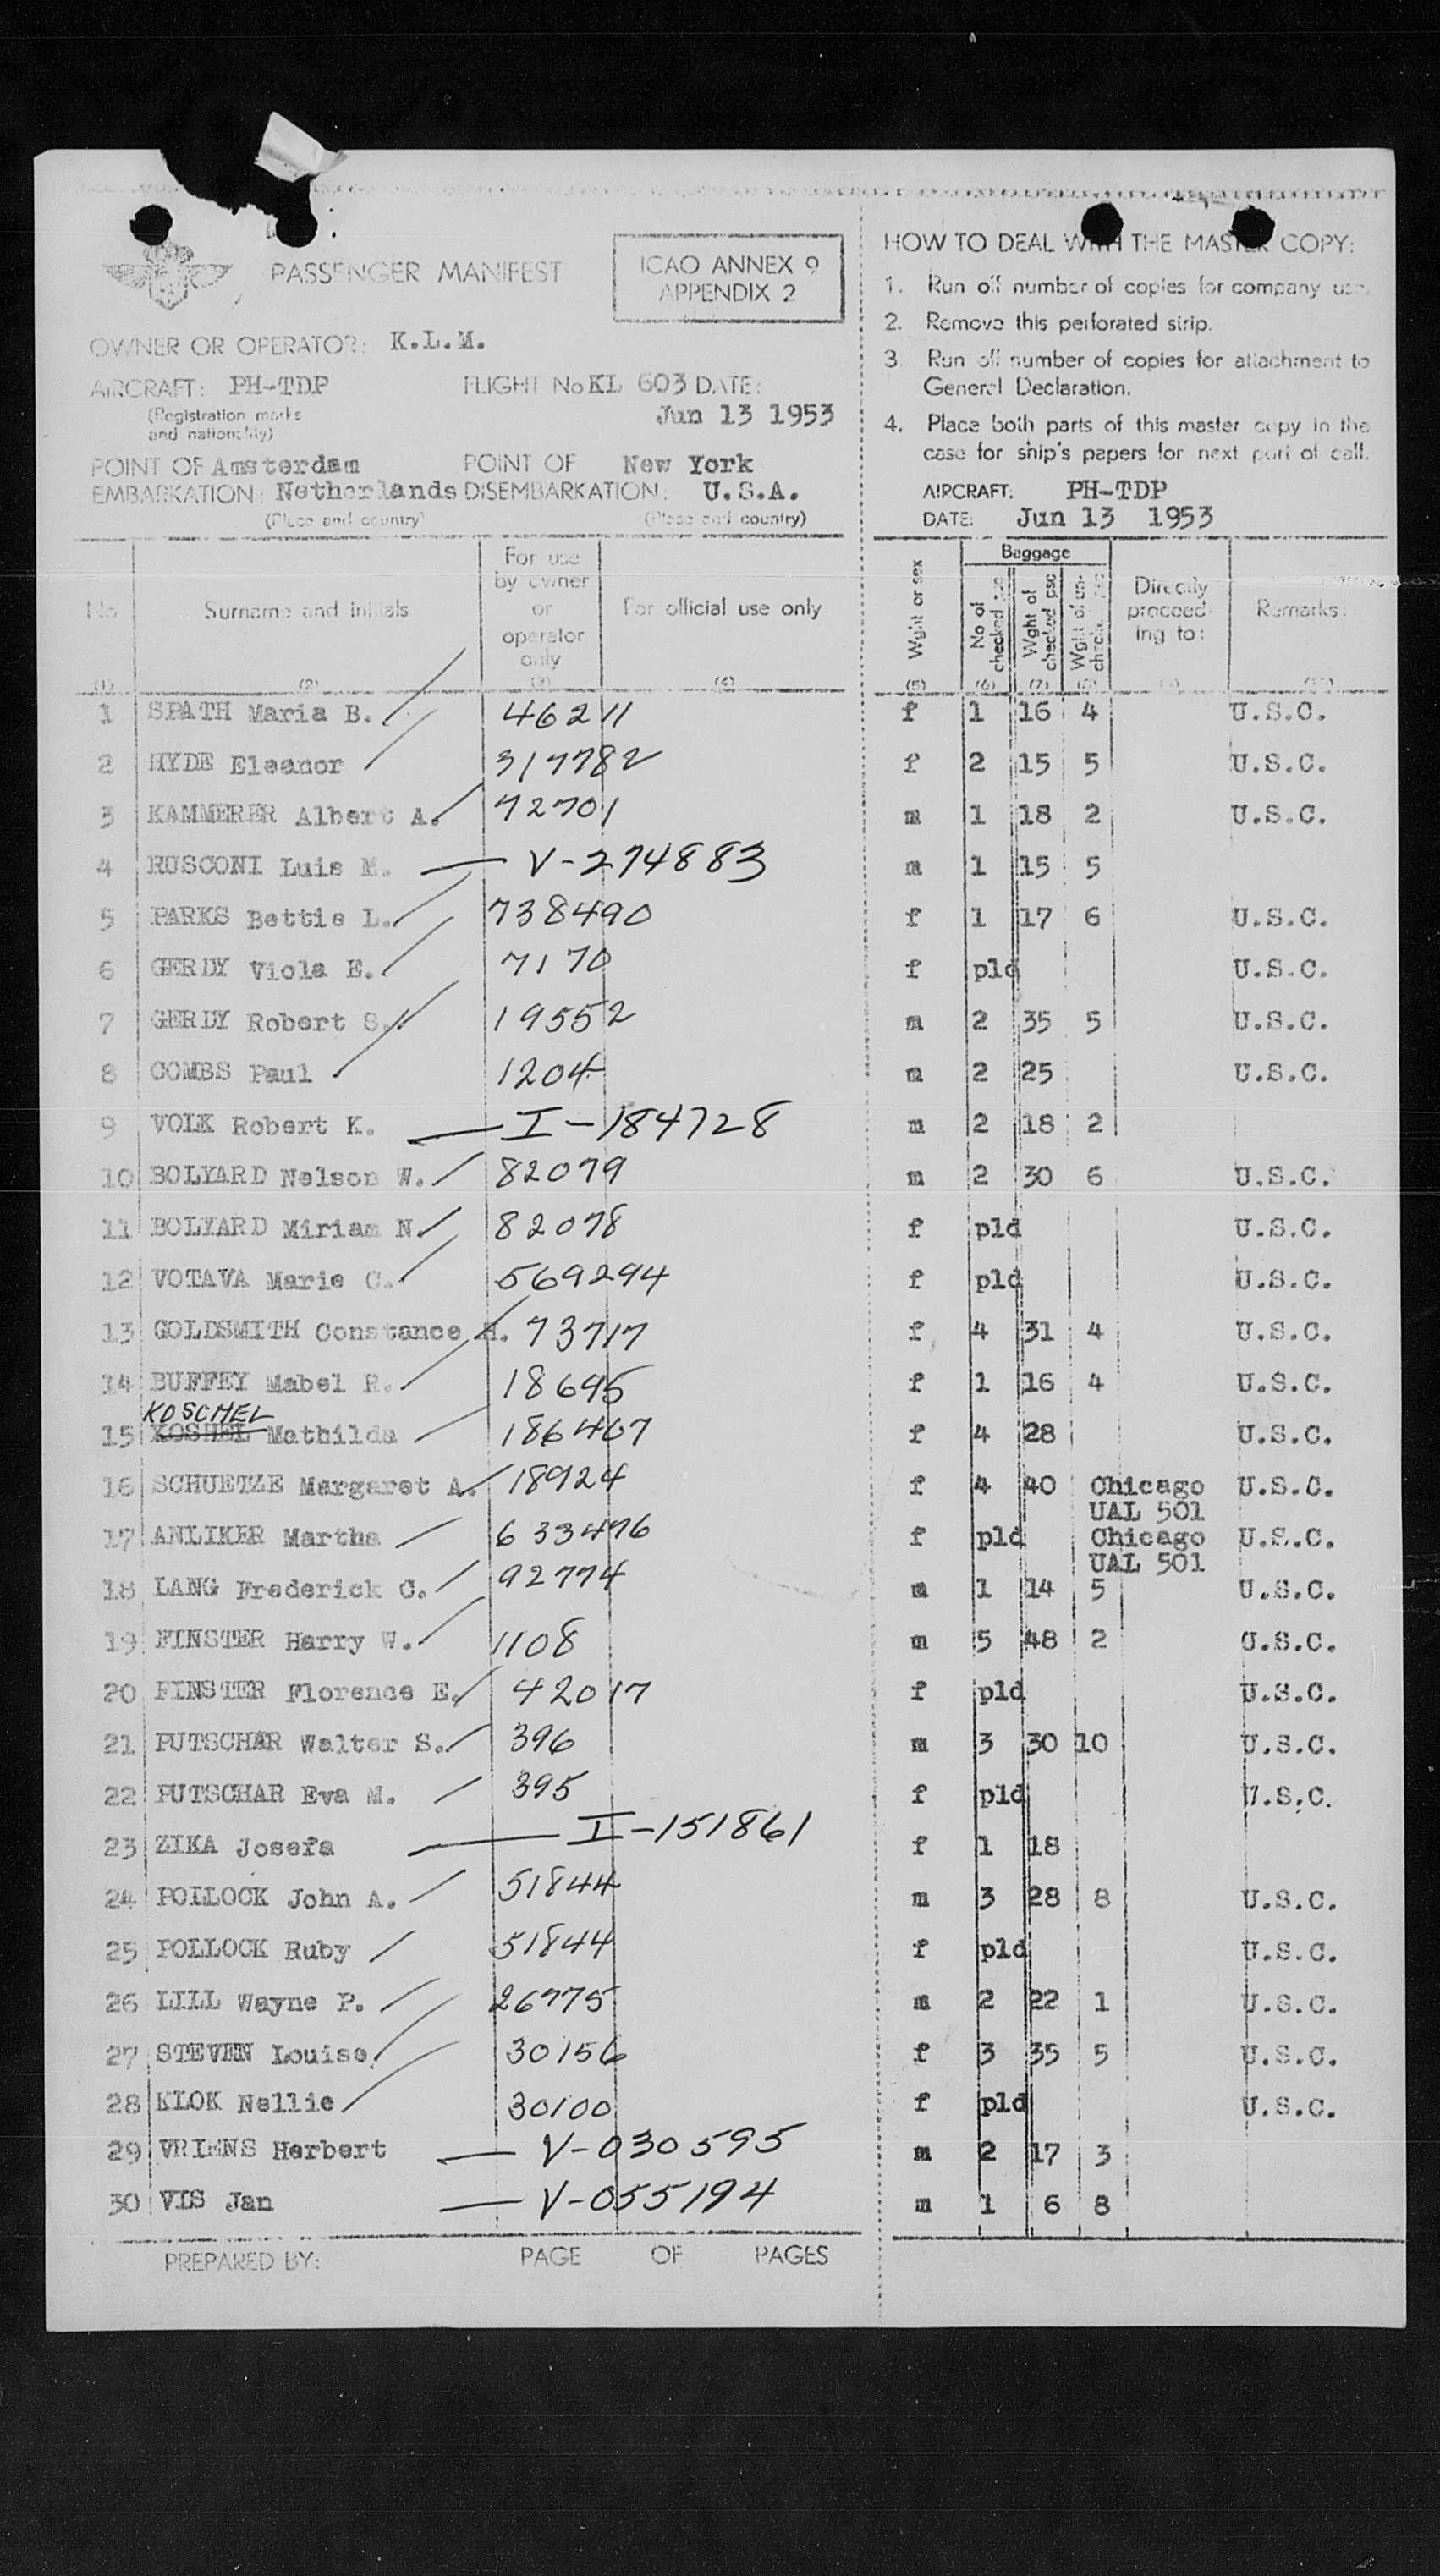 PASSENGER MANIFEST
ICAO ANNEX 9
APPENDIX 2
OWNER OR OPERATOR: K.L.M.
AIRCRAFT: PH-TDP FLIGHT No KL 603 DATE:
(Registration marks
and nationality)
Jun 13 1953
POINT OF Amsterdam POINT OF New York
EMBARKATION: Netherlands DISEMBARKATION: U.S.A.
(Place and country) (Place and country)
HOW TO DEAL WITH THE MASTER COPY:
1. Run off number of copies for company use.
2. Remove this perforated strip.
3. Run off number of copies for attachment to
General Declaration.
4. Place both parts of this master copy in the
case for ship's papers for next port of call.
AIRCRAFT: PH-TDP
DATE: Jun 13 1953
No Surname and initials For use by owner or operator only For official use only Wght or sex Baggage No of checked psc Wght of checked psc Wght of un- Directly proceed- ing to: Remarks:
(1) (2) (3) (4) (5) (6) (7)
1 SPATH Maria B. 46211 f 1 16 4 U.S.C.
2 HYDE Eleanor 317782 f 2 15 5 U.S.C.
3 KAMMERER Albert A. 72701 m 1 18 2 U.S.C.
4 RUSCONI Luis M. — V-274883 m 1 15 5
5 PARKS Bettie L. 738490 f 1 17 6 U.S.C.
6 GERDY Viola E. 7170 f pld U.S.C.
7 GERDY Robert S. 19552 m 2 35 5 U.S.C.
8 COMBS Paul 1204 m 2 25 U.S.C.
9 VOLK Robert K. — I-184728 m 2 18 2
10 BOLYARD Nelson W. 82079 m 2 30 6 U.S.C.
11 BOLYARD Miriam N. 82078 f pld U.S.C.
12 VOTAVA Marie C. 569294 f pld U.S.C.
13 GOLDSMITH Constance H. 73717 f 4 31 4 U.S.C.
14 BUFFEY Mabel R. 18695 f 1 16 4 U.S.C.
KOSCHEL
15 KOSHEL Mathilda 186467 f 4 28 U.S.C.
16 SCHUETZE Margaret A. 18924 f 4 40 Chicago U.S.C.
UAL 501
17 ANLIKER Martha 633476 f pld Chicago U.S.C.
UAL 501
18 LANG Frederick C. 92774 m 1 14 5 U.S.C.
19 FINSTER Harry W. 1108 m 5 48 2 U.S.C.
20 FINSTER Florence E. 42017 f pld U.S.C.
21 PUTSCHAR Walter S. 396 m 3 30 10 U.S.C.
22 PUTSCHAR Eva M. 395 f pld U.S.C.
23 ZIKA Josefa — I-151861 f 1 18
24 POLLOCK John A. 51844 m 3 28 8 U.S.C.
25 POLLOCK Ruby 51844 f pld U.S.C.
26 LILL Wayne P. 26775 m 2 22 1 U.S.C.
27 STEVEN Louise 30156 f 3 35 5 U.S.C.
28 KLOK Nellie 30100 f pld U.S.C.
29 VRIENS Herbert — V-030595 m 2 17 3
30 VIS Jan — V-055194 m 1 6 8
PREPARED BY: PAGE OF PAGES